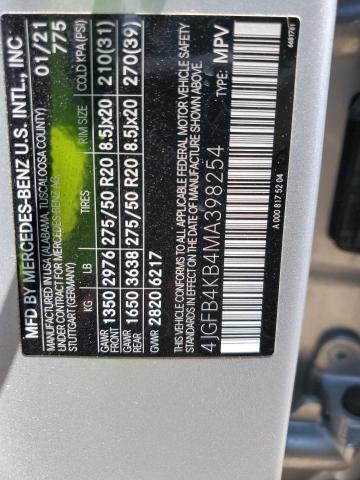 MFD BY MERCEDES-BENZ U.S. INTL., INC
MANUFACTURED IN USA (ALABAMA, TUSCALOOSA COUNTY) 01/21
UNDER CONTRACT FOR MERCEDES-BENZ AG, 775
STUTTGART (GERMANY)
KG LB TIRES RIM SIZE COLD KPA(PSI)
GAWR FRONT 1350 2976 275/50 R20 8.5Jx20 210(31)
GAWR REAR 1650 3638 275/50 R20 8.5Jx20 270(39)
GVWR 2820 6217
THIS VEHICLE CONFORMS TO ALL APPLICABLE FEDERAL MOTOR VEHICLE SAFETY
STANDARDS IN EFFECT ON THE DATE OF MANUFACTURE SHOWN ABOVE.
4JGFB4KB4MA398254 TYPE: MPV
A 000 817 52 04
6681761